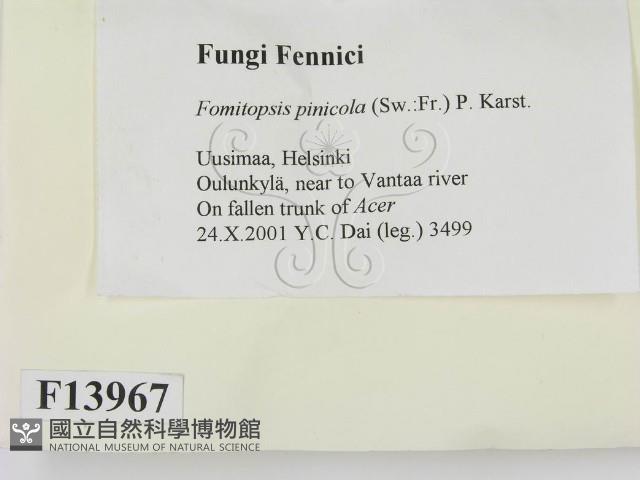 Fungi Fennici
Fomitopsis pinicola (Sw.:Fr.) P. Karst.
Uusimaa, Helsinki
Oulunkylä, near to Vantaa river
On fallen trunk of Acer
24.X.2001 Y.C. Dai (leg.) 3499
F13967
國立自然科學博物館
NATIONAL MUSEUM OF NATURAL SCIENCE